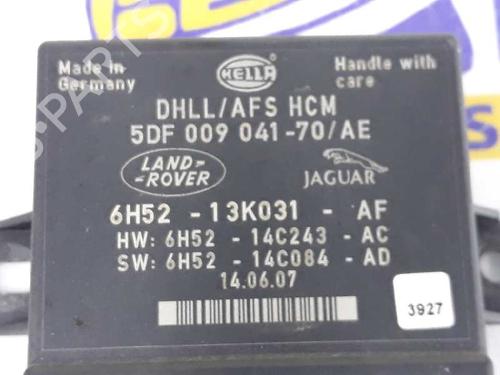 Made in
Germany
HELLA
Handle with
care
DHLL/AFS HCM
5DF 009 041-70/AE
LAND-
ROVER
JAGUAR
6H52 - 13K031 - AF
HW: 6H52 - 14C243 - AC
SW: 6H52 - 14C084 - AD
14.06.07
3927